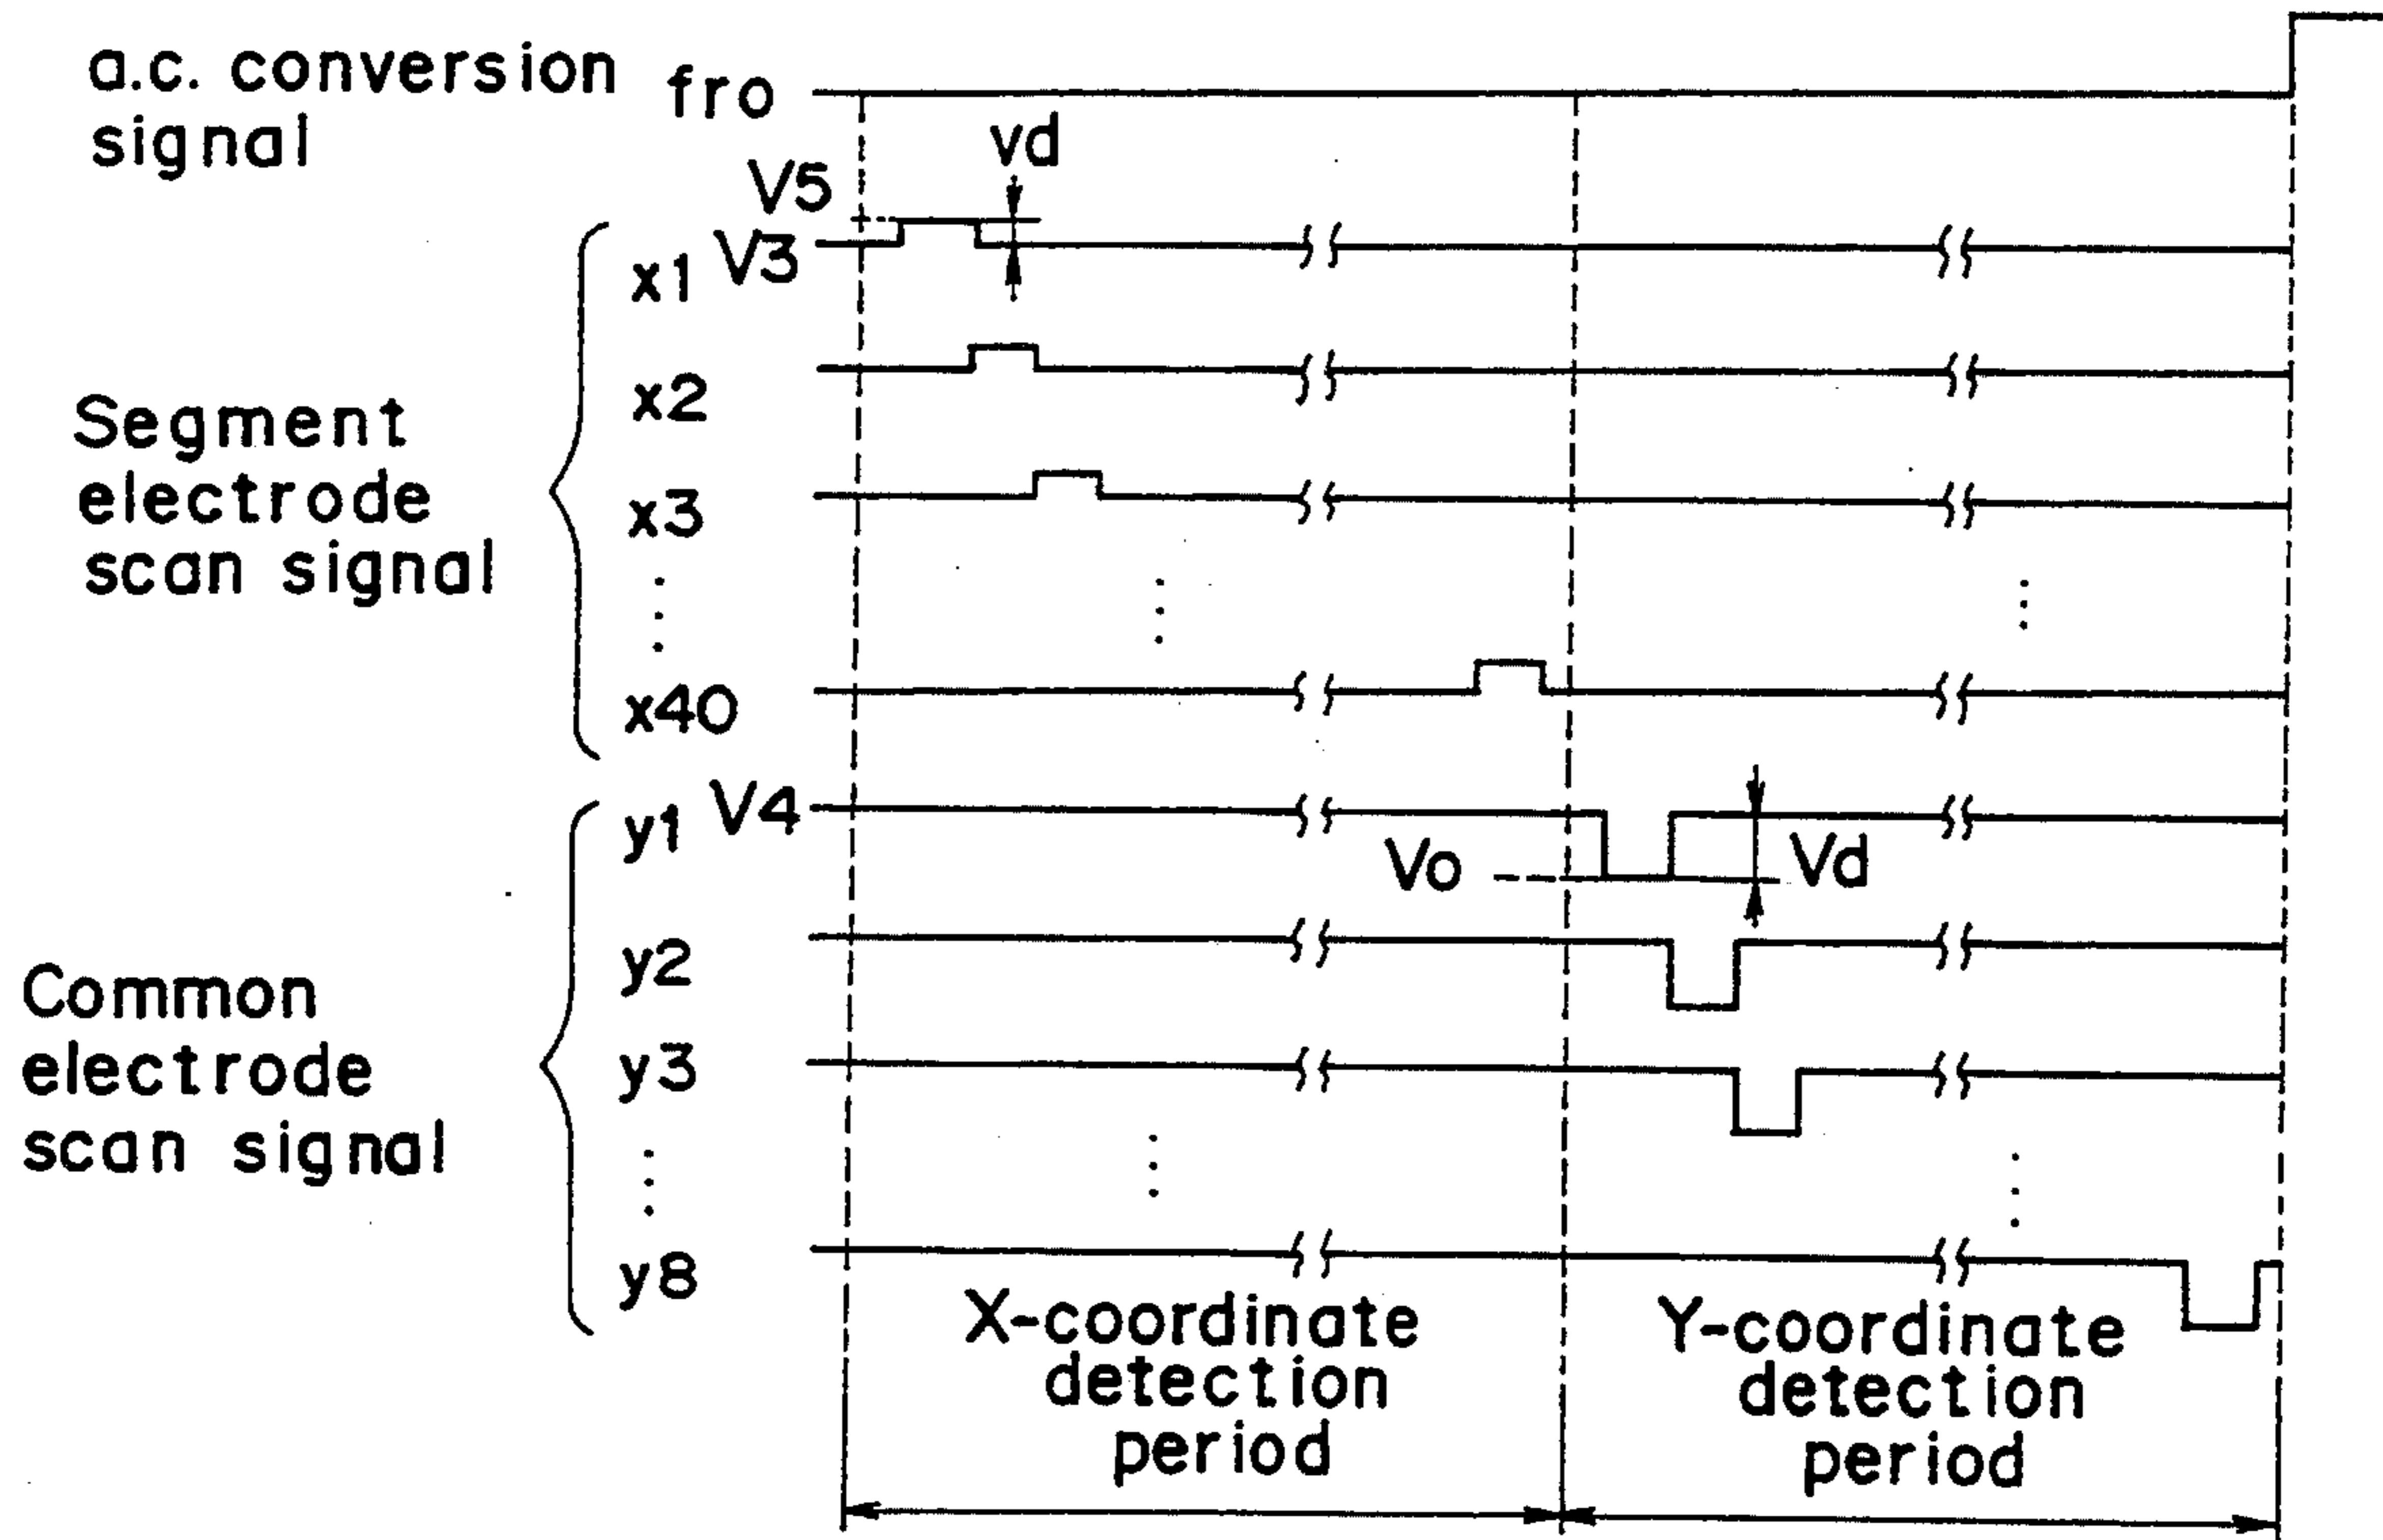 a.c. conversion
signal
fro
vd
V5
x1 V3
x2
Segment
electrode
scan signal
x3
x40
y1 V4
Vo
Vd
y2
Common
electrode
scan signal
y3
y8
X-coordinate
detection
period
Y-coordinate
detection
period